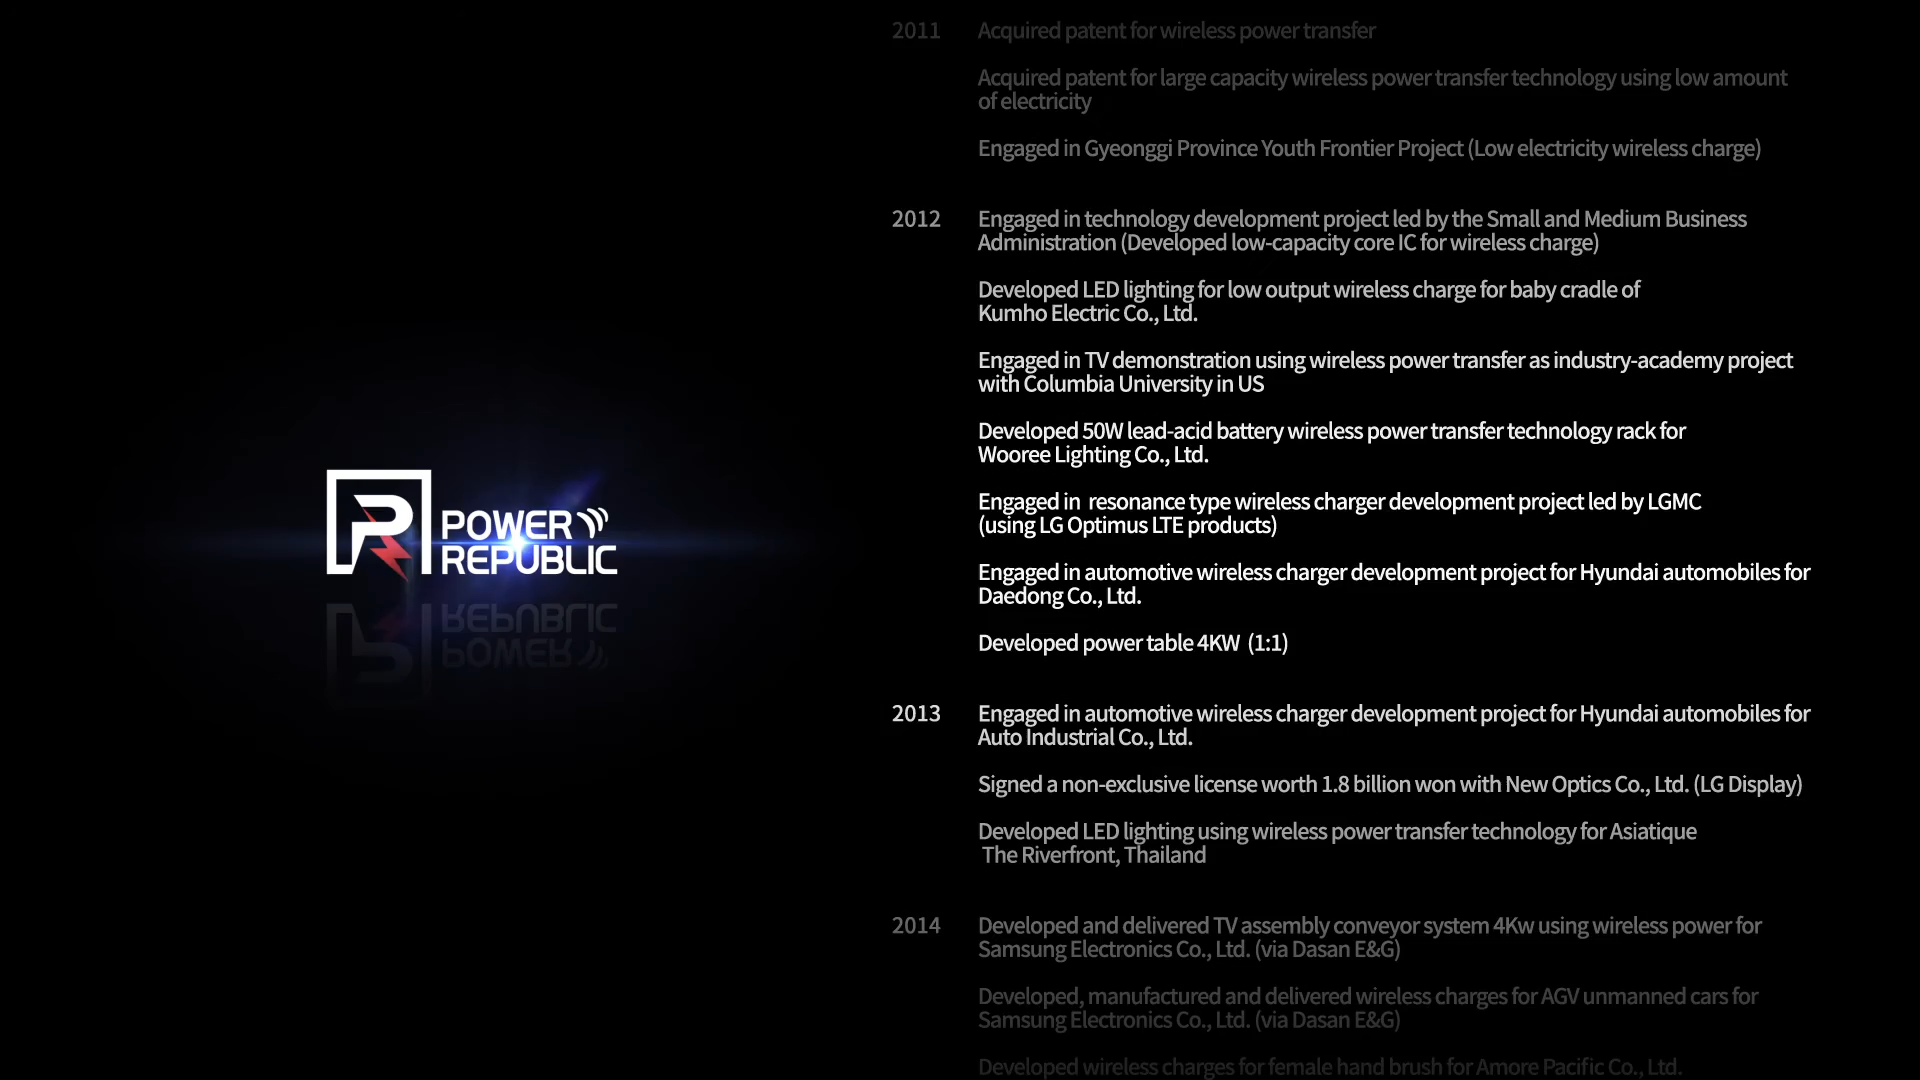 POWER
REPUBLIC
2011 Acquired patent for wireless power transfer
Acquired patent for large capacity wireless power transfer technology using low amount
of electricity
Engaged in Gyeonggi Province Youth Frontier Project (Low electricity wireless charge)
2012 Engaged in technology development project led by the Small and Medium Business
Administration (Developed low-capacity core IC for wireless charge)
Developed LED lighting for low output wireless charge for baby cradle of
Kumho Electric Co., Ltd.
Engaged in TV demonstration using wireless power transfer as industry-academy project
with Columbia University in US
Developed 50W lead-acid battery wireless power transfer technology rack for
Wooree Lighting Co., Ltd.
Engaged in resonance type wireless charger development project led by LGMC
(using LG Optimus LTE products)
Engaged in automotive wireless charger development project for Hyundai automobiles for
Daedong Co., Ltd.
Developed power table 4KW (1:1)
2013 Engaged in automotive wireless charger development project for Hyundai automobiles for
Auto Industrial Co., Ltd.
Signed a non-exclusive license worth 1.8 billion won with New Optics Co., Ltd. (LG Display)
Developed LED lighting using wireless power transfer technology for Asiatique
The Riverfront, Thailand
2014 Developed and delivered TV assembly conveyor system 4Kw using wireless power for
Samsung Electronics Co., Ltd. (via Dasan E&G)
Developed, manufactured and delivered wireless charges for AGV unmanned cars for
Samsung Electronics Co., Ltd. (via Dasan E&G)
Developed wireless charges for female hand brush for Amore Pacific Co., Ltd.